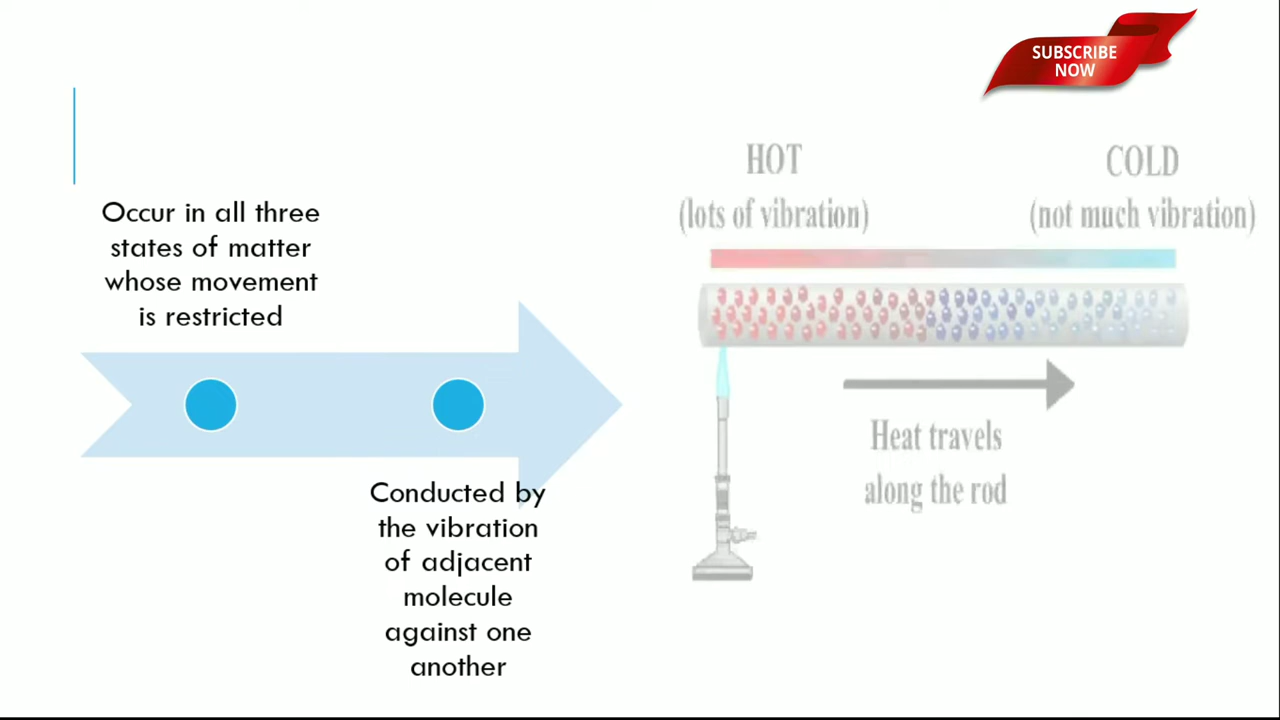 SUBSCRIBE
NOW
Occur in all three
states of matter
whose movement
is restricted
Conducted by
the vibration
of adjacent
molecule
against one
another
HOT
(lots of vibration)
COLD
(not much vibration)
Heat travels
along the rod